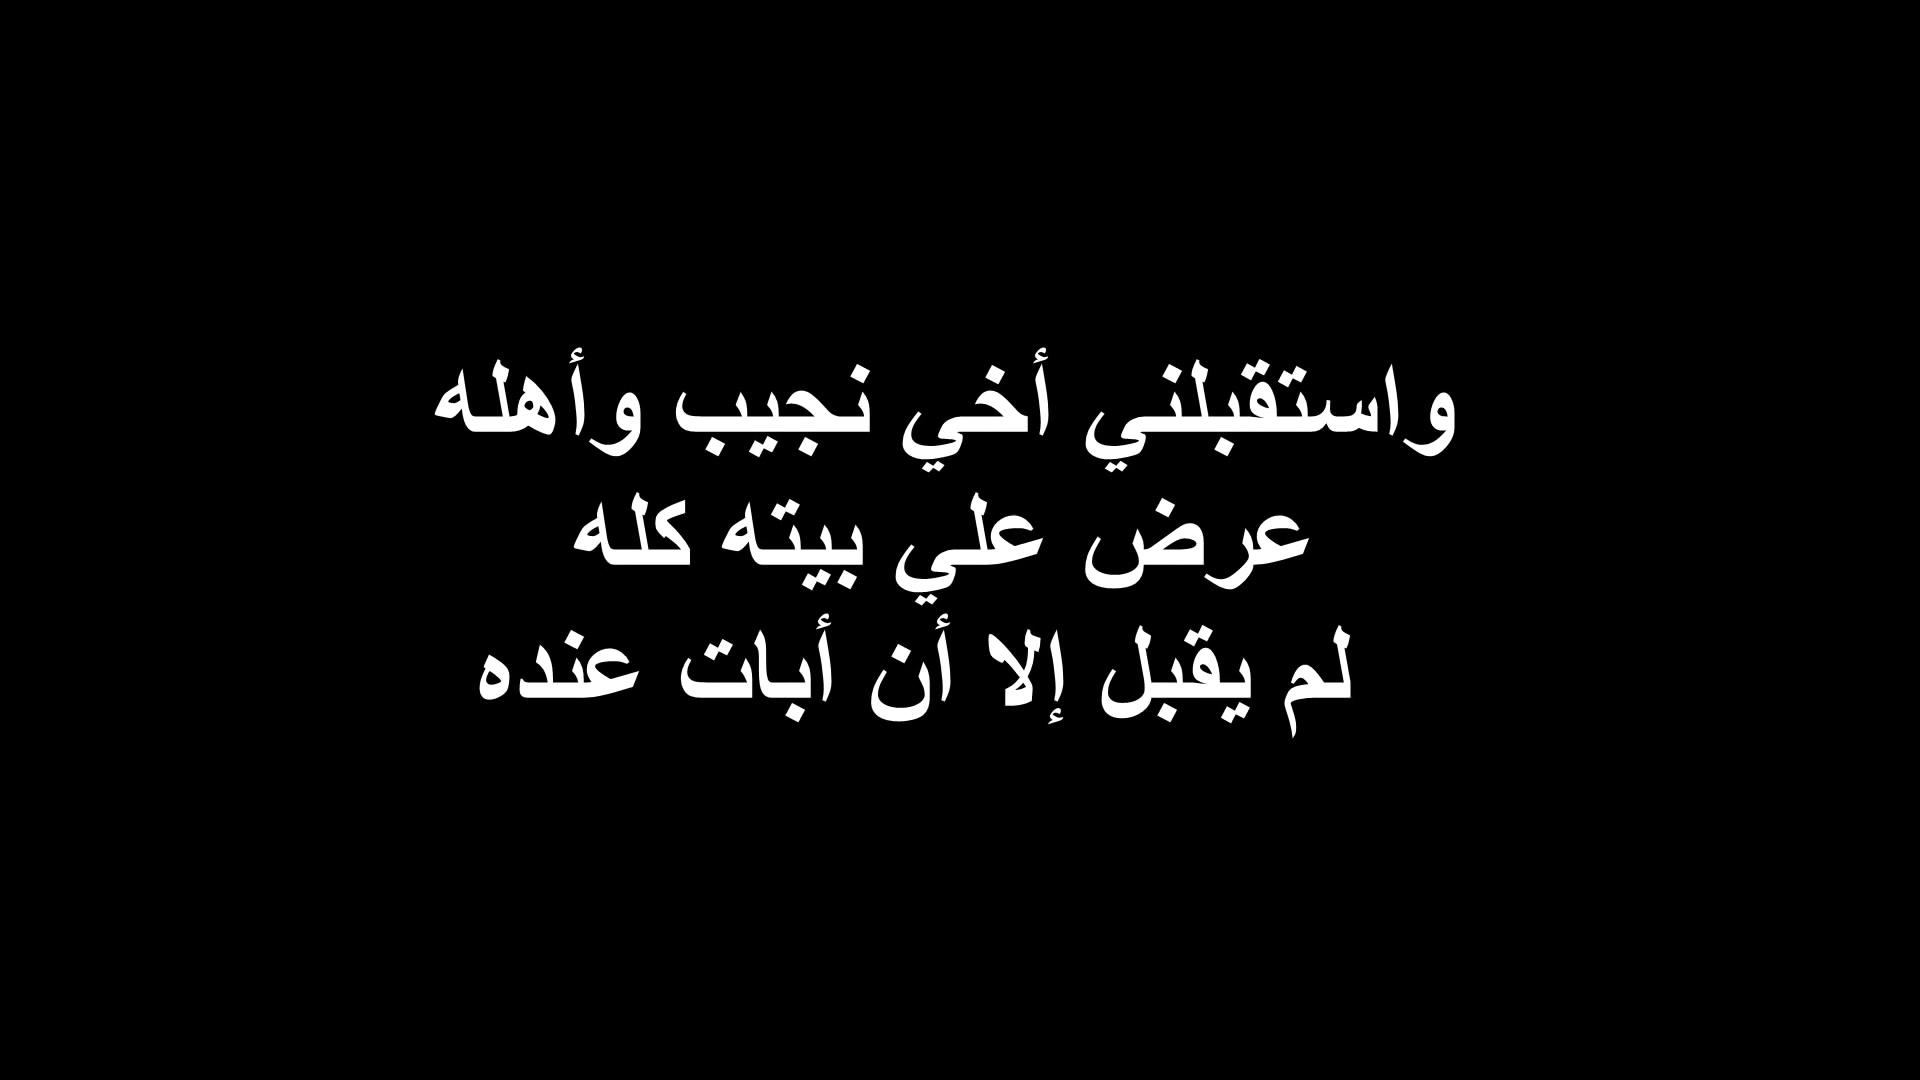 واستقبلني أخي نجيب وأهله
عرض علي بيته كله
لم يقبل إلا أن أبات عنده